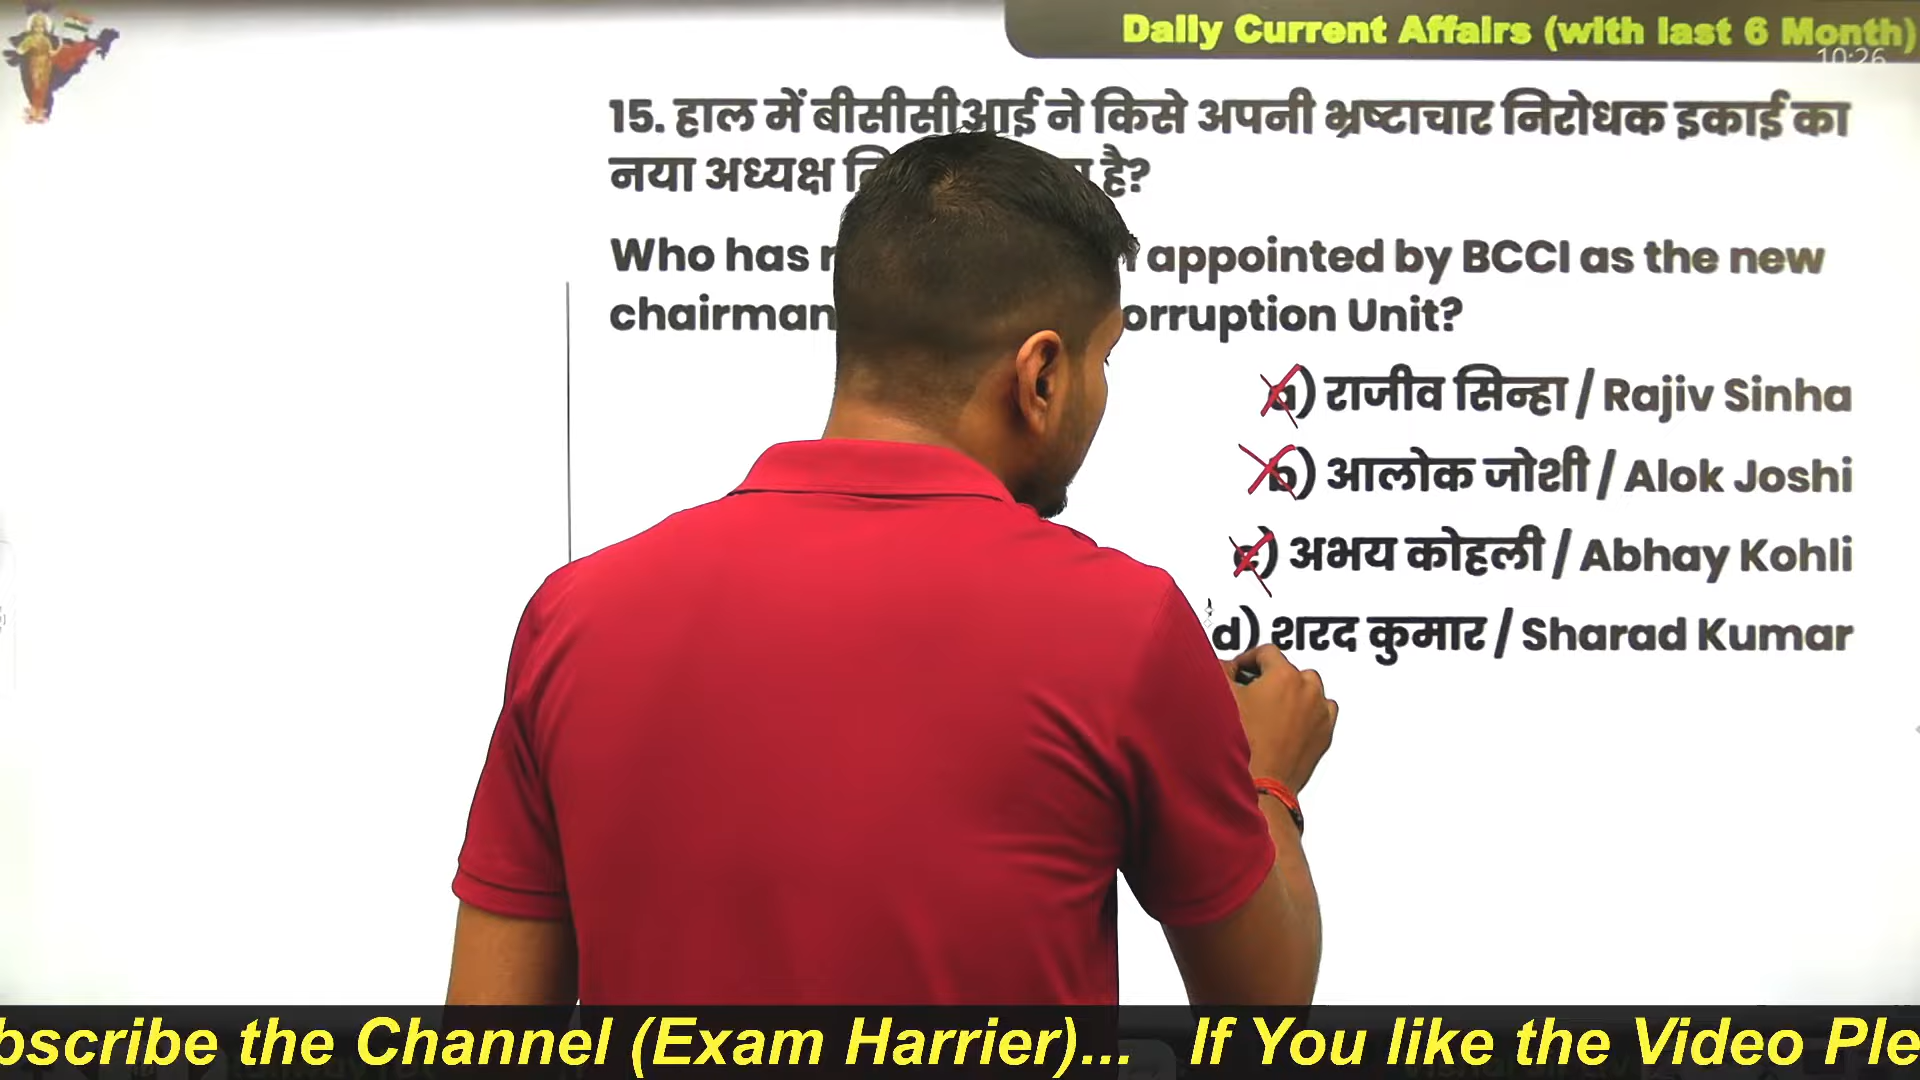 Daily Current Affairs (with last 6 Month)
10:26
15. हाल में बीसीसीआई ने किसे अपनी भ्रष्टाचार निरोधक इकाई का
नया अध्यक्ष है?
Who has appointed by BCCI as the new
chairman orruption Unit?
a) राजीव सिन्हा / Rajiv Sinha
b) आलोक जोशी / Alok Joshi
c) अभय कोहली / Abhay Kohli
d) शरद कुमार / Sharad Kumar
bscribe the Channel (Exam Harrier)... If You like the Video Ple